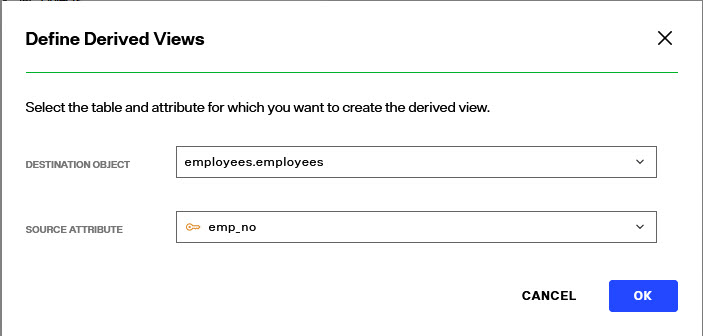 Define Derived Views
Select the table and attribute for which you want to create the derived view.
DESTINATION OBJECT
employees.employees
SOURCE ATTRIBUTE
emp_no
CANCEL
OK